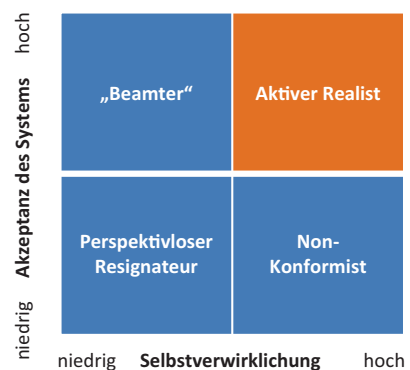 hoch
Akzeptanz des Systems
niedrig
„Beamter“
Aktiver Realist
Perspektivloser
Resignateur
Non-
Konformist
niedrig Selbstverwirklichung hoch